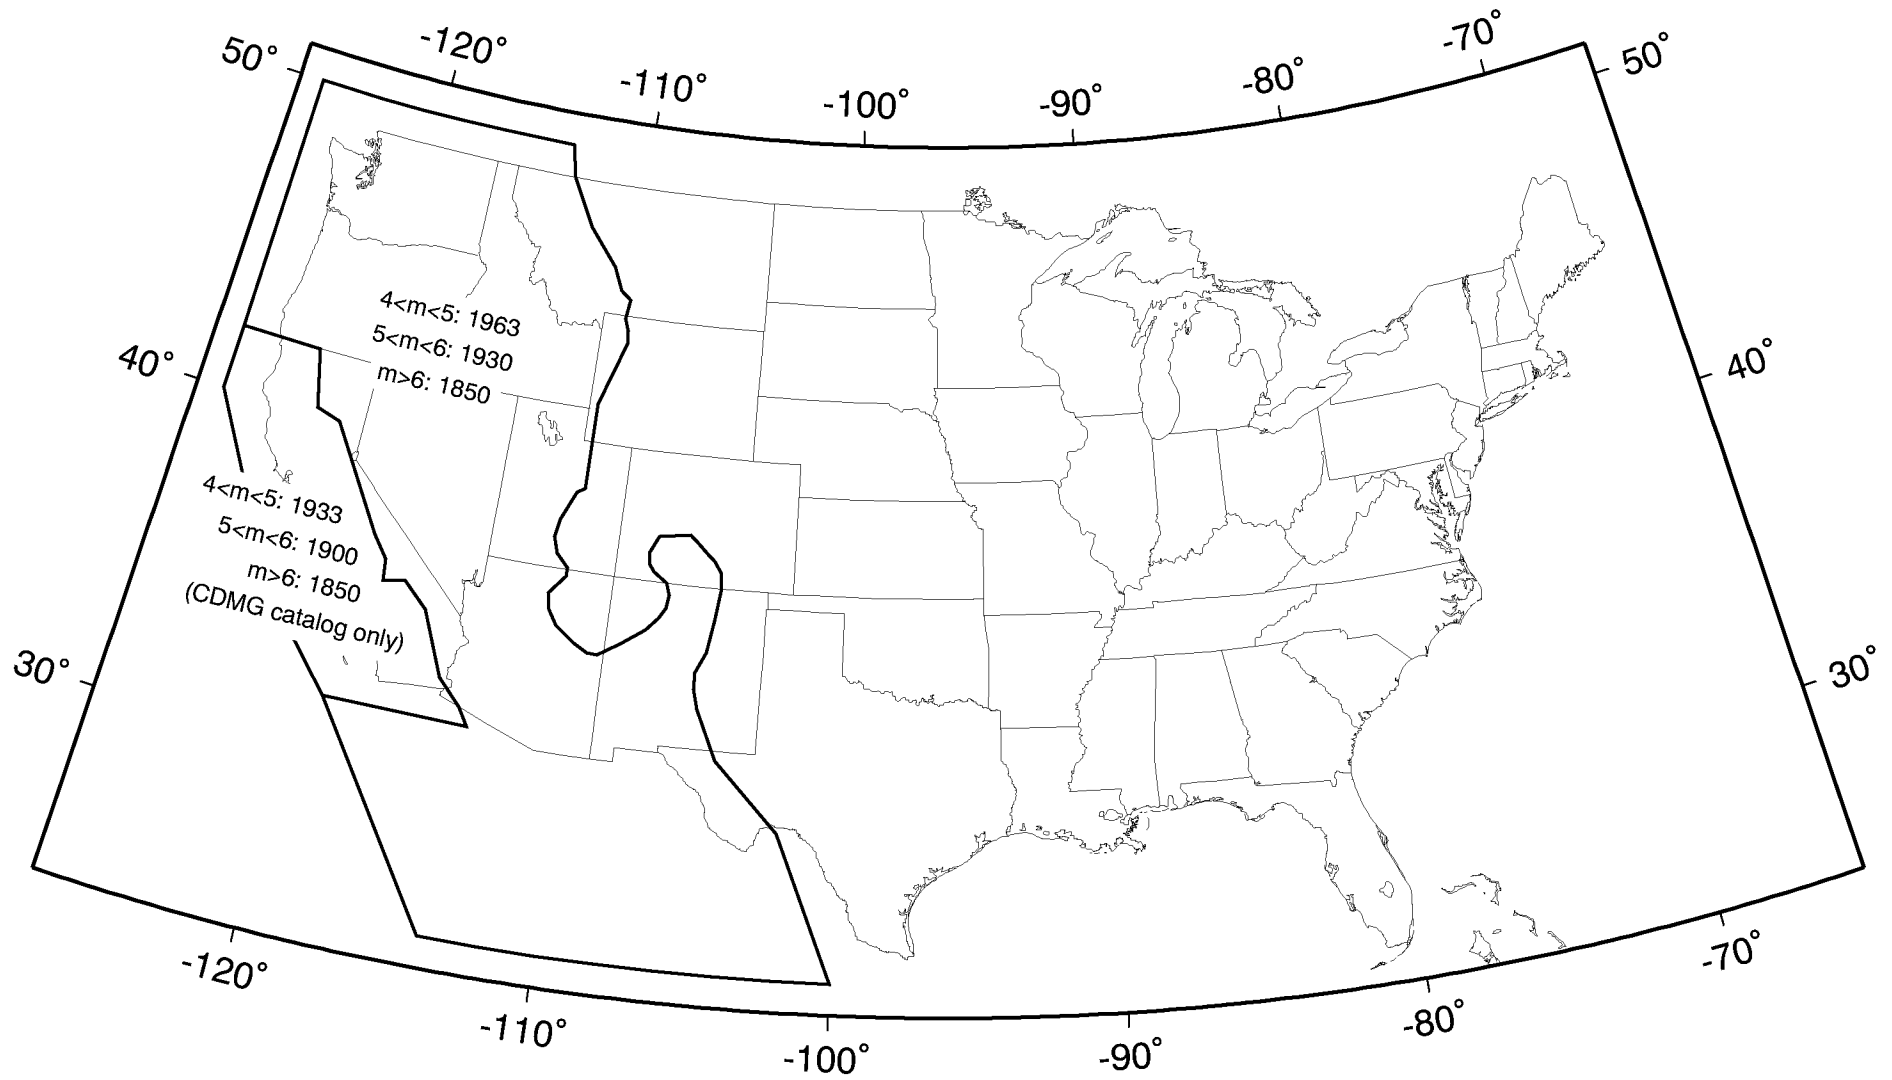 -120°
-110°
-100°
-90°
-80°
-70°
50°
50°
4<m<5: 1963
5<m<6: 1930
m>6: 1850
40°
40°
4<m<5: 1933
5<m<6: 1900
m>6: 1850
(CDMG catalog only)
30°
30°
-120°
-110°
-100°
-90°
-80°
-70°